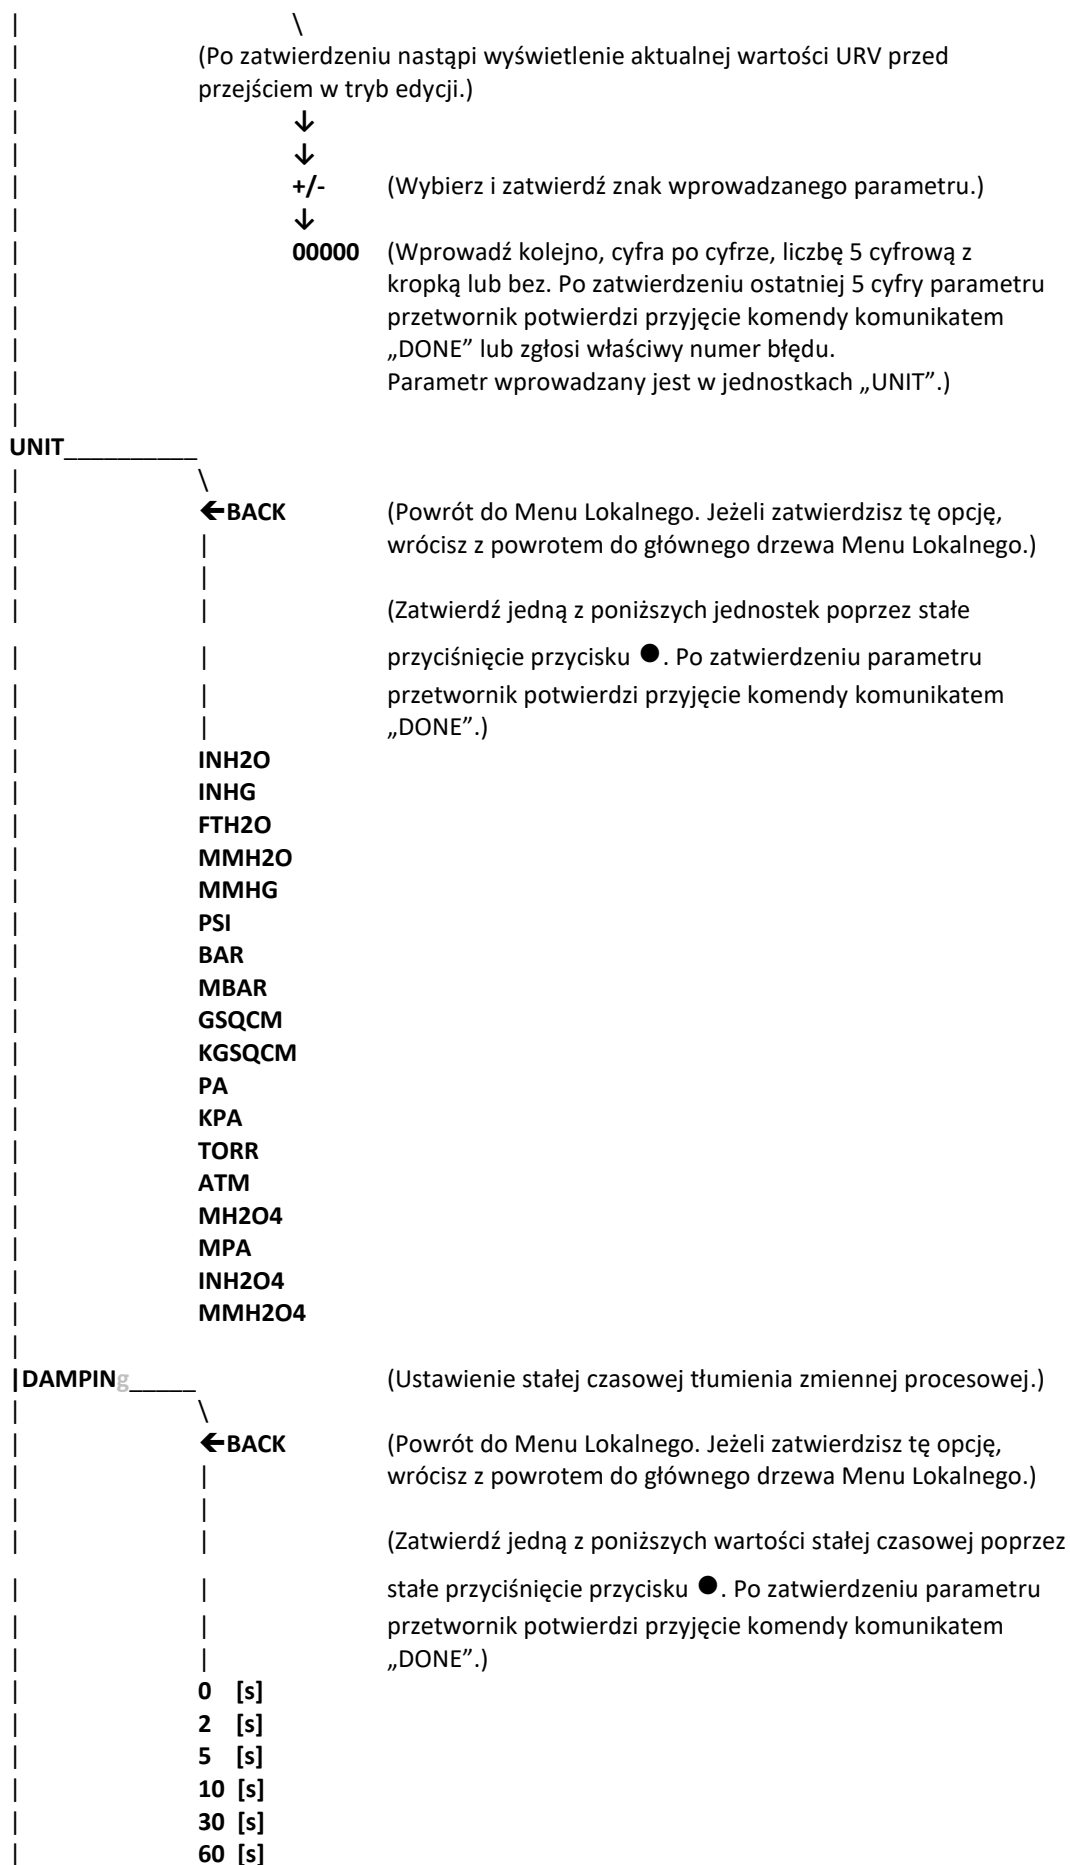 (Po zatwierdzeniu nastąpi wyświetlenie aktualnej wartości URV przed
przejściem w tryb edycji.)
↓
↓
+/- (Wybierz i zatwierdź znak wprowadzanego parametru.)
↓
00000 (Wprowadź kolejno, cyfra po cyfrze, liczbę 5 cyfrową z
kropką lub bez. Po zatwierdzeniu ostatniej 5 cyfry parametru
przetwornik potwierdzi przyjęcie komendy komunikatem
„DONE” lub zgłosi właściwy numer błędu.
Parametr wprowadzany jest w jednostkach „UNIT”.)
UNIT__________
←BACK (Powrót do Menu Lokalnego. Jeżeli zatwierdzisz tę opcję,
wrócisz z powrotem do głównego drzewa Menu Lokalnego.)
(Zatwierdź jedną z poniższych jednostek poprzez stałe
przyciśnięcie przycisku ●. Po zatwierdzeniu parametru
przetwornik potwierdzi przyjęcie komendy komunikatem
„DONE”.)
INH2O
INHG
FTH2O
MMH2O
MMHG
PSI
BAR
MBAR
GSQCM
KGSQCM
PA
KPA
TORR
ATM
MH2O4
MPA
INH2O4
MMH2O4
|DAMPINg_____ (Ustawienie stałej czasowej tłumienia zmiennej procesowej.)
←BACK (Powrót do Menu Lokalnego. Jeżeli zatwierdzisz tę opcję,
wrócisz z powrotem do głównego drzewa Menu Lokalnego.)
(Zatwierdź jedną z poniższych wartości stałej czasowej poprzez
stałe przyciśnięcie przycisku ●. Po zatwierdzeniu parametru
przetwornik potwierdzi przyjęcie komendy komunikatem
„DONE”.)
0 [s]
2 [s]
5 [s]
10 [s]
30 [s]
60 [s]